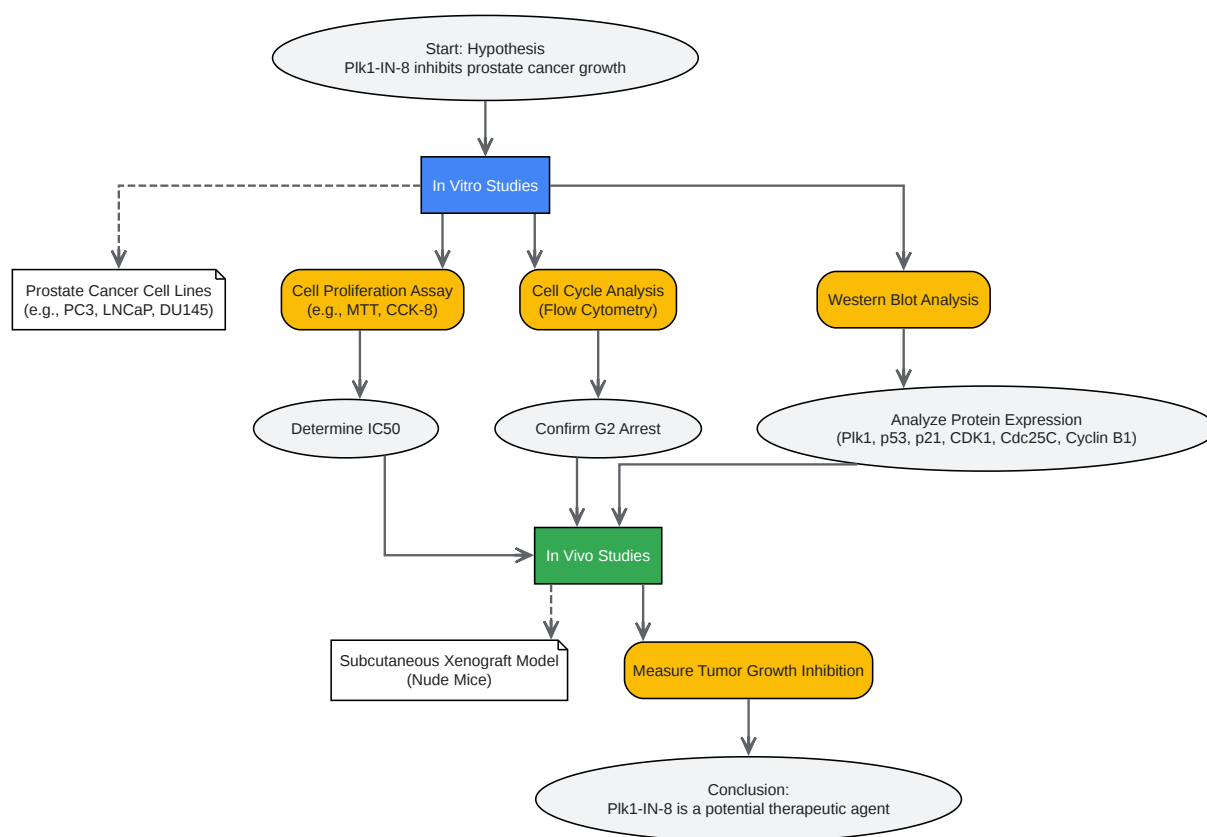 Start: Hypothesis
Plk1-IN-8 inhibits prostate cancer growth
In Vitro Studies
Prostate Cancer Cell Lines
(e.g., PC3, LNCaP, DU145)
Cell Proliferation Assay
(e.g., MTT, CCK-8)
Cell Cycle Analysis
(Flow Cytometry)
Western Blot Analysis
Determine IC50
Confirm G2 Arrest
Analyze Protein Expression
(Plk1, p53, p21, CDK1, Cdc25C, Cyclin B1)
In Vivo Studies
Subcutaneous Xenograft Model
(Nude Mice)
Measure Tumor Growth Inhibition
Conclusion:
Plk1-IN-8 is a potential therapeutic agent